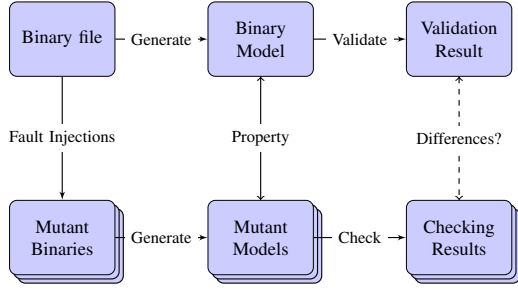 Binary file
Generate
Binary
Model
Validate
Validation
Result
Fault Injections
Property
Differences?
Mutant
Binaries
Generate
Mutant
Models
Check
Checking
Results